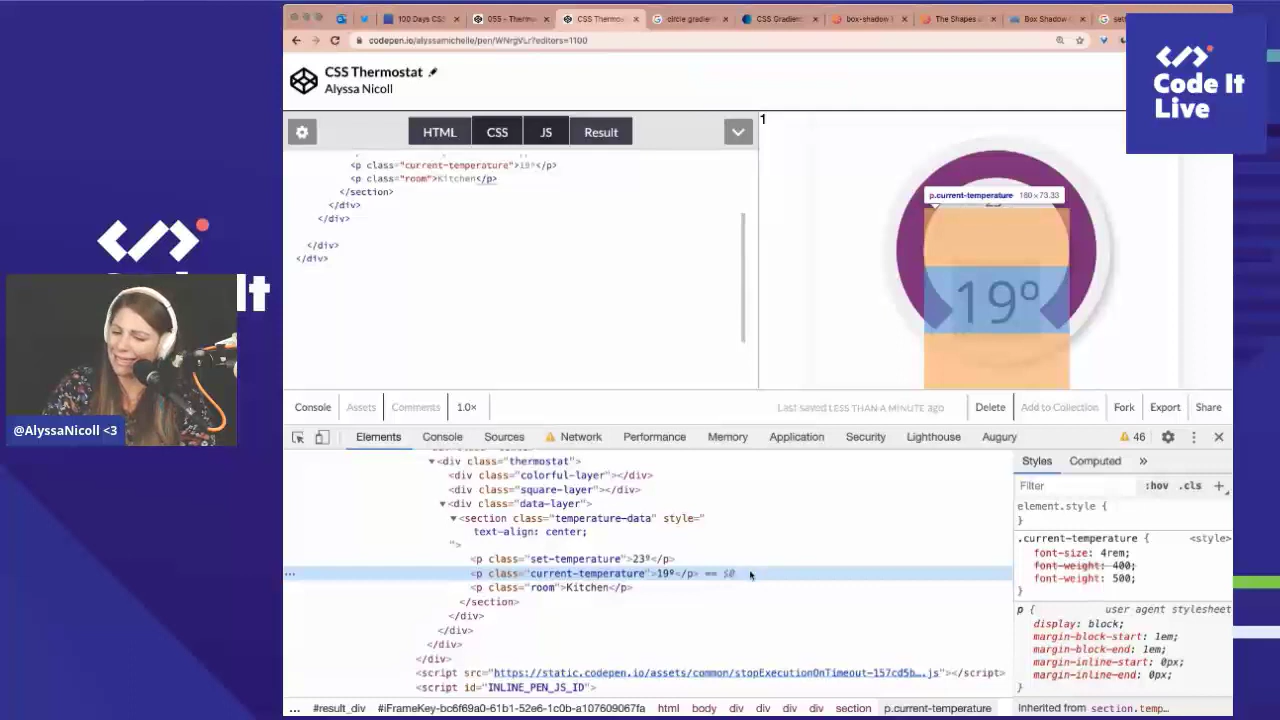 100 Days CSS
055 - Thermo
CSS Thermos
circle gradien
CSS Gradien
box-shadow
The Shapes
Box Shadow
codepen.io/alyssamichelle/pen/WNrgVLr?editors=1100
CSS Thermostat
Alyssa Nicoll
Code It
Live
HTML
CSS
JS
Result
1
<p class="current-temperature">19º</p>
<p class="room">Kitchen</p>
</section>
</div>
</div>
</div>
</div>
p.current-temperature 180×73.33
19º
@AlyssaNicoll <3
Console
Assets
Comments
1.0×
Last saved LESS THAN A MINUTE ago
Delete
Add to Collection
Fork
Export
Share
Elements
Console
Sources
Network
Performance
Memory
Application
Security
Lighthouse
Augury
46
<div class="thermostat">
<div class="colorful-layer"></div>
<div class="square-layer"></div>
<div class="data-layer">
<section class="temperature-data" style="
text-align: center;
">
<p class="set-temperature">23º</p>
<p class="current-temperature">19º</p> == $0
<p class="room">Kitchen</p>
</section>
</div>
</div>
</div>
</div>
<script src="https://static.codepen.io/assets/common/stopExecutionOnTimeout-157cd5b….js"></script>
<script id="INLINE_PEN_JS_ID">
… #result_div #iFrameKey-bc6f69a0-61b1-52e6-1c0b-a107609067fa html body div div div div section p.current-temperature
Styles
Computed
»
Filter
:hov .cls +
element.style {
}
.current-temperature { <style>
font-size: 4rem;
font-weight: 400;
font-weight: 500;
}
p { user agent stylesheet
display: block;
margin-block-start: 1em;
margin-block-end: 1em;
margin-inline-start: 0px;
margin-inline-end: 0px;
}
Inherited from section.temp…